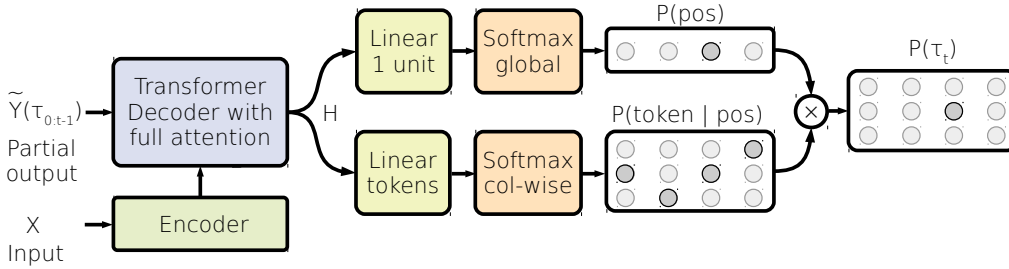 Ỹ(τ0:t-1)
Partial
output
X
Input
Transformer
Decoder with
full attention
Encoder
H
Linear
1 unit
Softmax
global
P(pos)
Linear
tokens
Softmax
col-wise
P(token | pos)
×
P(τt)